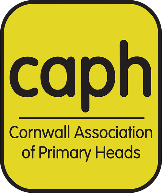 caph
Cornwall Association
of Primary Heads